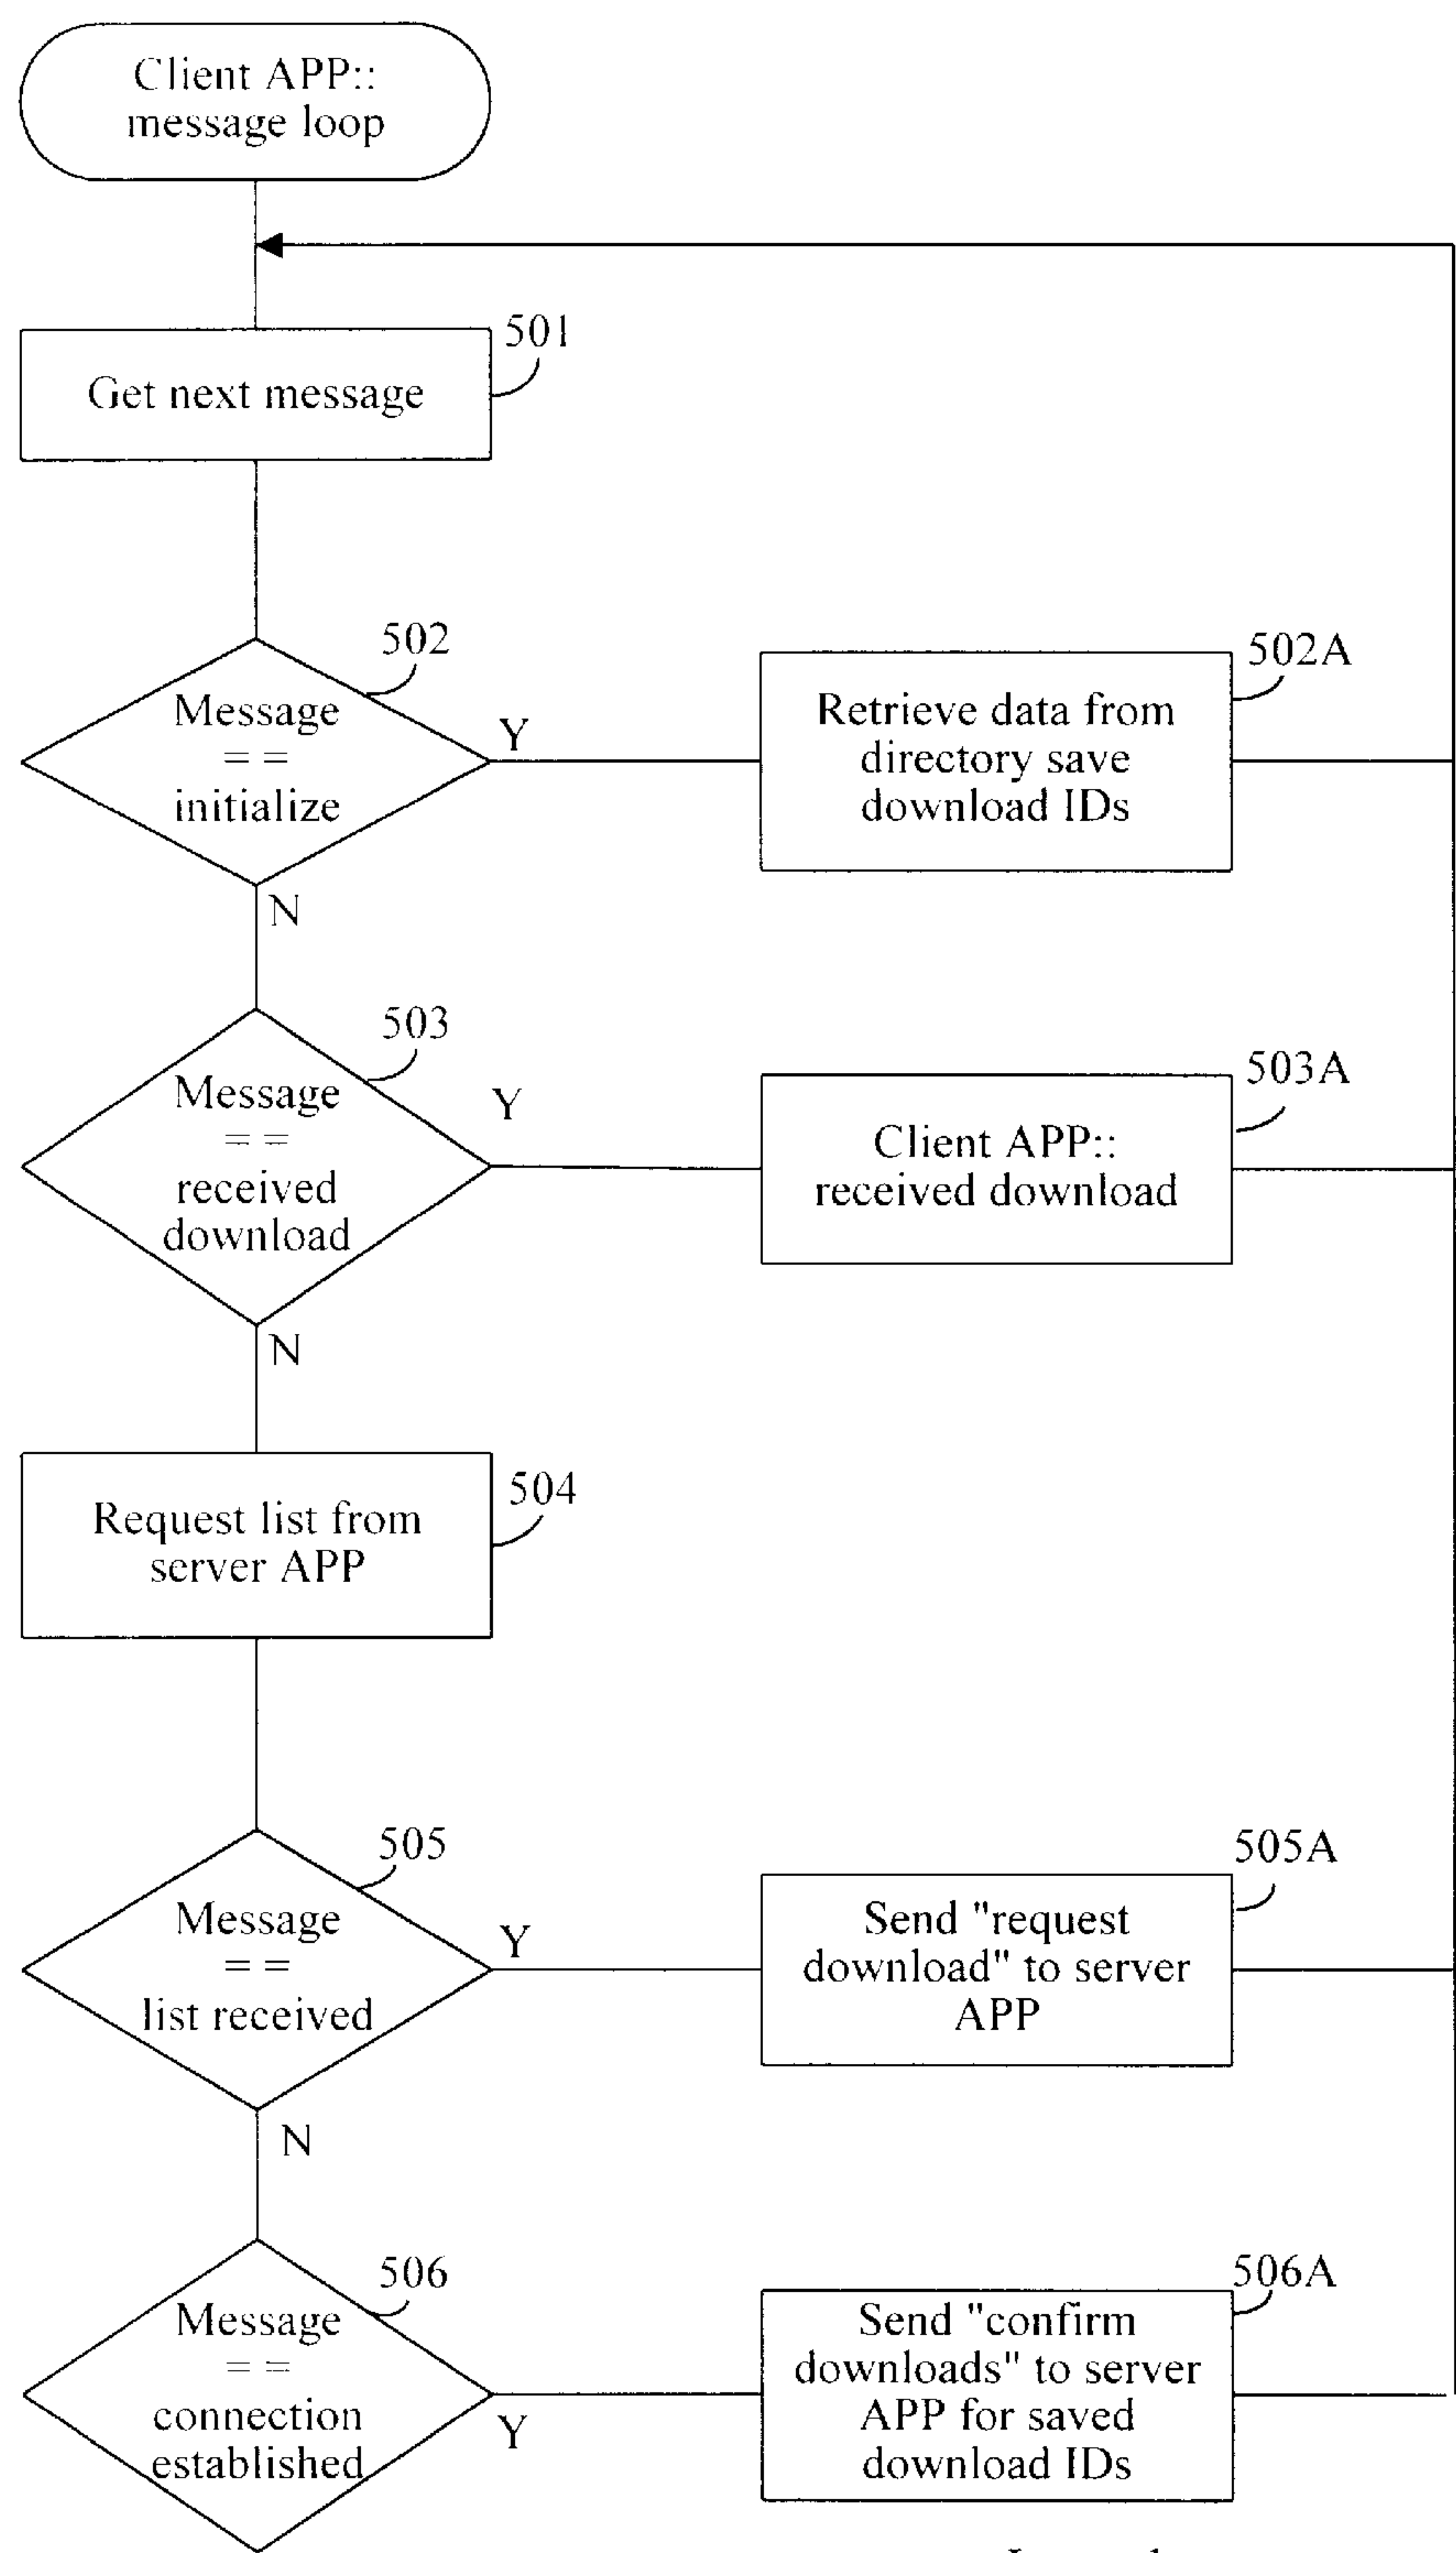 Client APP::
message loop
501
Get next message
502
Message
= =
initialize
Y
N
502A
Retrieve data from
directory save
download IDs
503
Message
= =
received
download
Y
N
503A
Client APP::
received download
504
Request list from
server APP
505
Message
= =
list received
Y
N
505A
Send "request
download" to server
APP
506
Message
= =
connection
established
Y
506A
Send "confirm
downloads" to server
APP for saved
download IDs